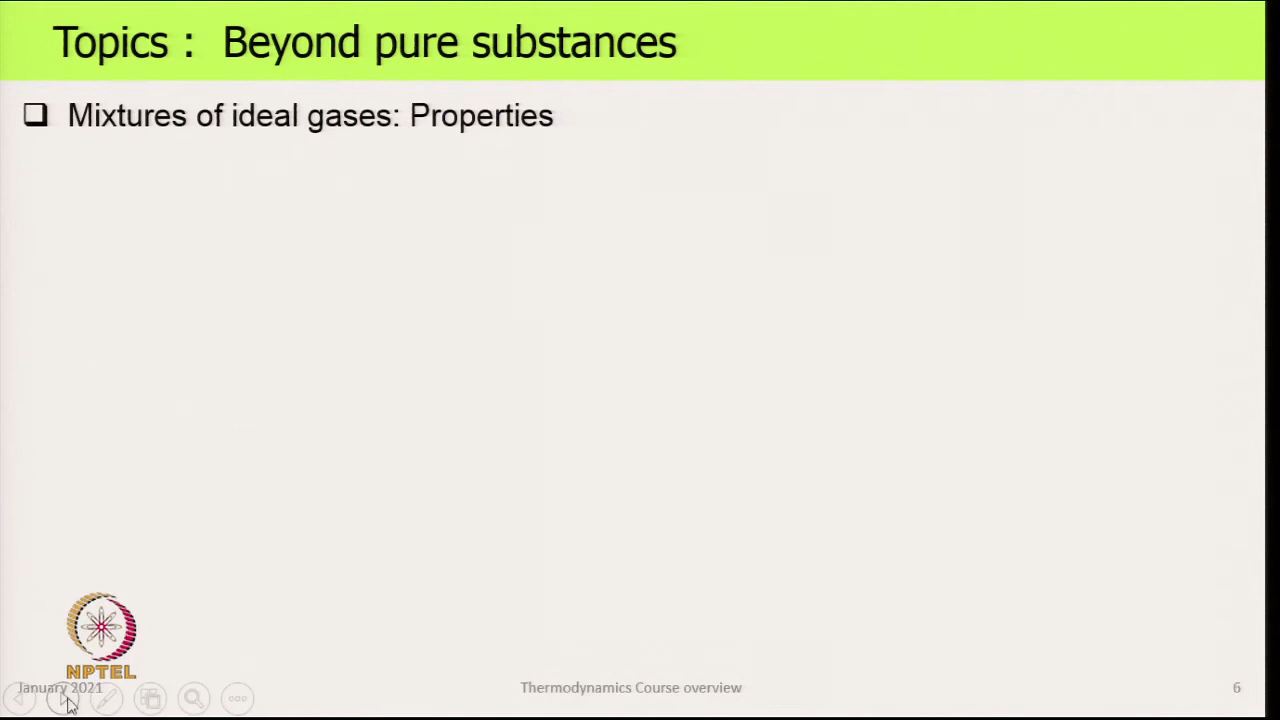 Topics : Beyond pure substances
Mixtures of ideal gases: Properties
NPTEL
January 2021
Thermodynamics Course overview
6